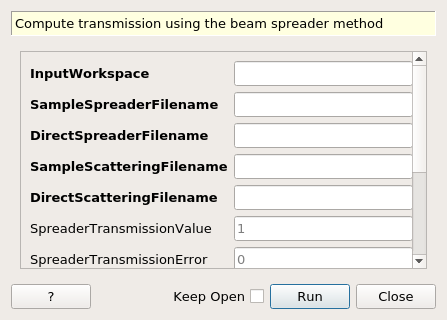 Compute transmission using the beam spreader method
InputWorkspace
SampleSpreaderFilename
DirectSpreaderFilename
SampleScatteringFilename
DirectScatteringFilename
SpreaderTransmissionValue 1
SpreaderTransmissionError 0
? Keep Open Run Close